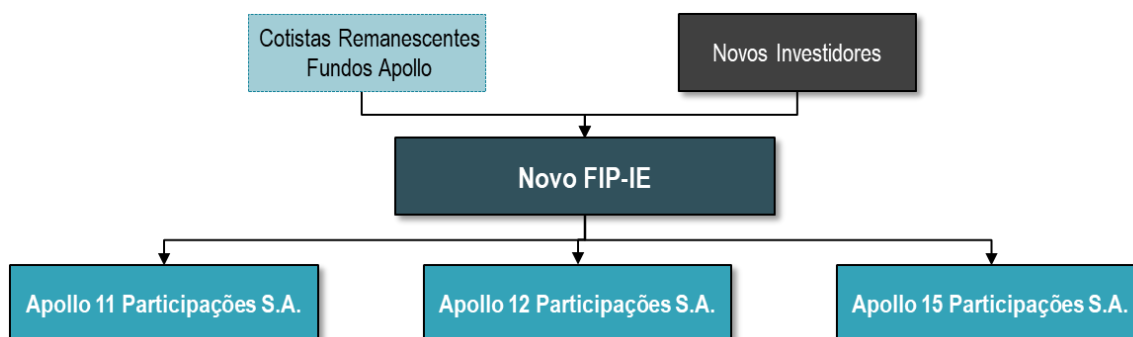 Cotistas Remanescentes
Fundos Apollo
Novos Investidores
Novo FIP-IE
Apollo 11 Participações S.A.
Apollo 12 Participações S.A.
Apollo 15 Participações S.A.